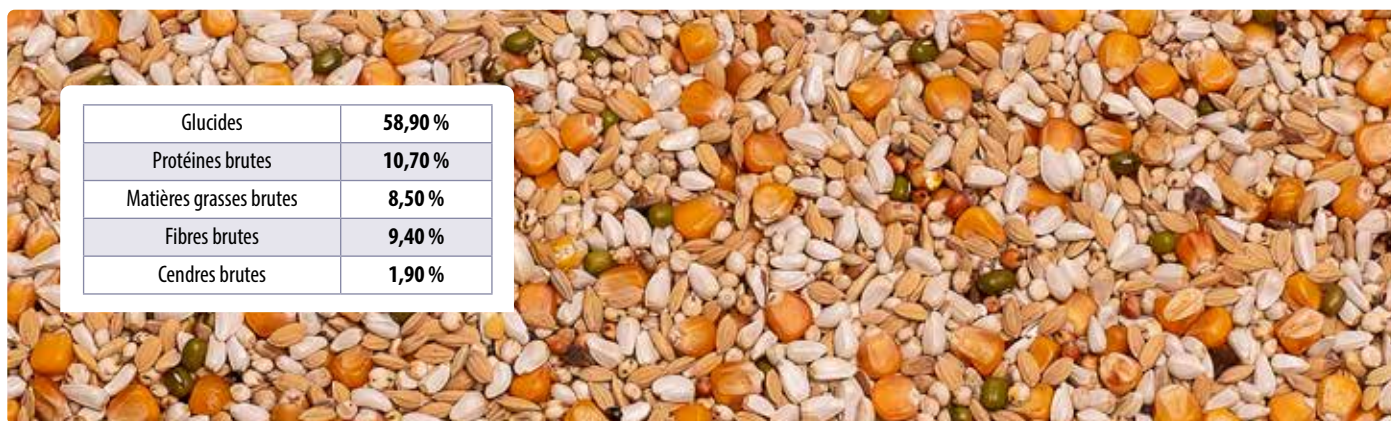 Glucides 58,90 %
Protéines brutes 10,70 %
Matières grasses brutes 8,50 %
Fibres brutes 9,40 %
Cendres brutes 1,90 %